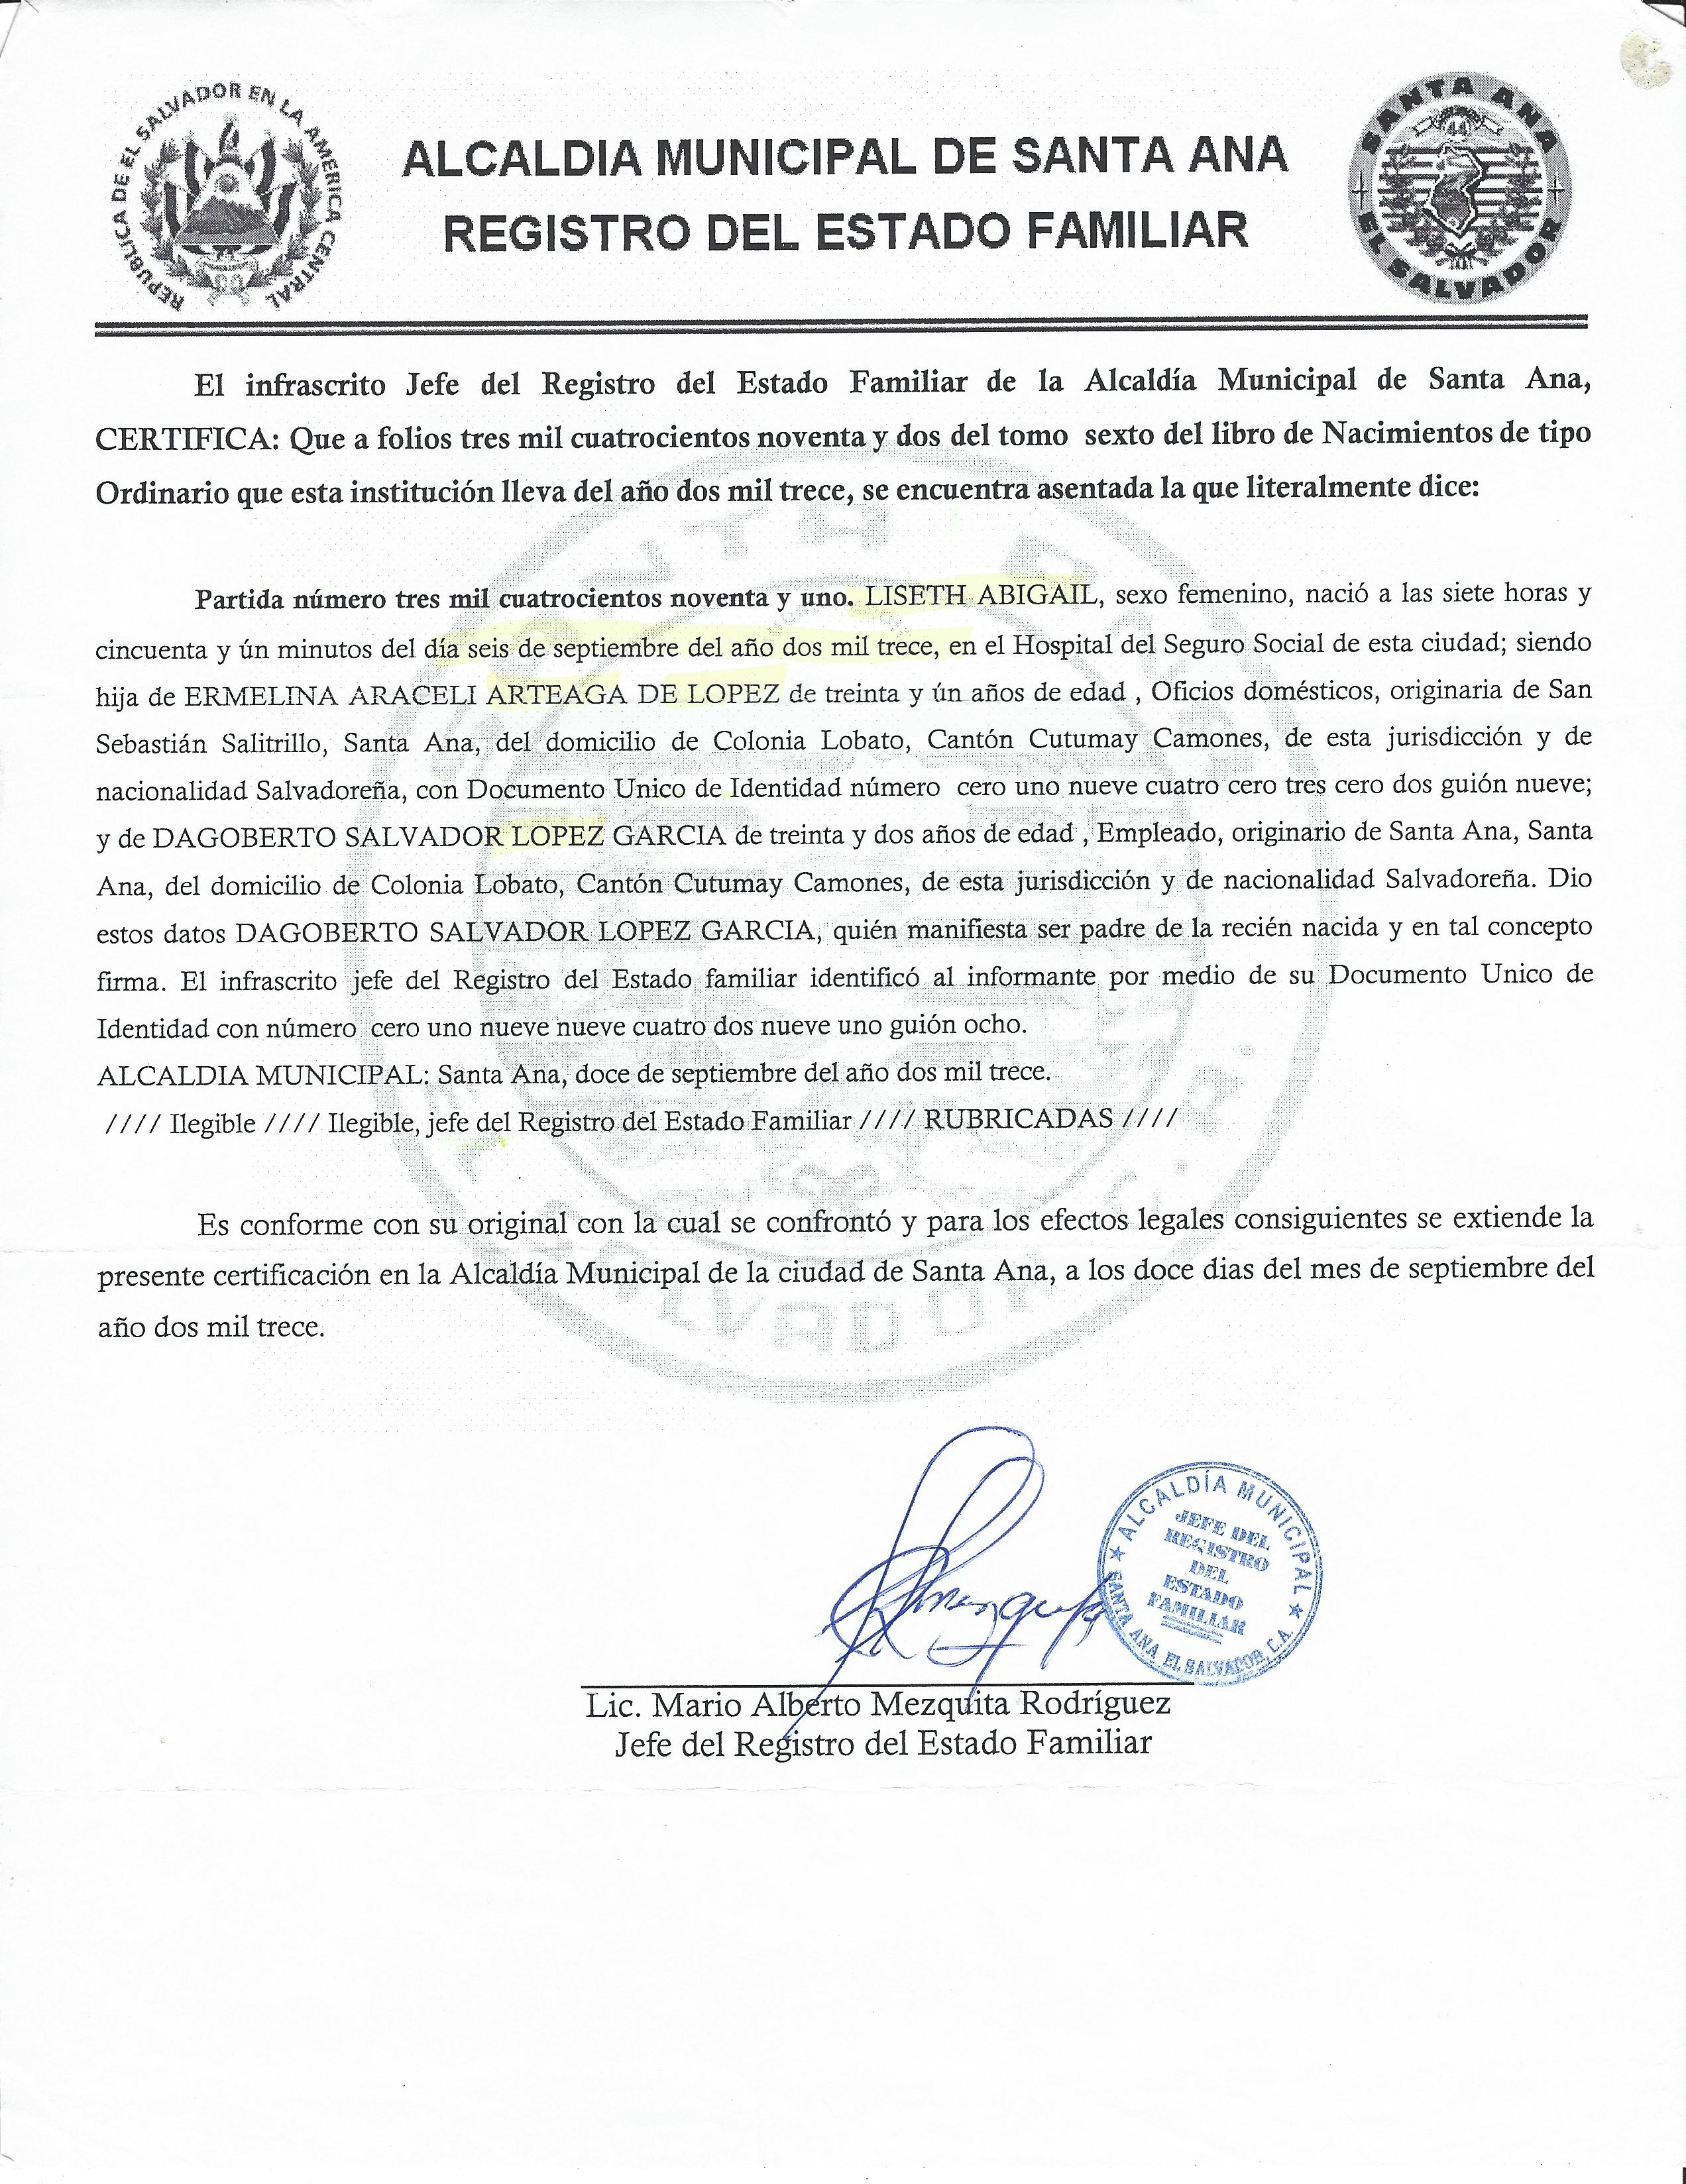 REPUBLICA DE EL SALVADOR EN LA AMERICA CENTRAL
ALCALDIA MUNICIPAL DE SANTA ANA
REGISTRO DEL ESTADO FAMILIAR
SANTA ANA
EL SALVADOR
El infrascrito Jefe del Registro del Estado Familiar de la Alcaldía Municipal de Santa Ana,
CERTIFICA: Que a folios tres mil cuatrocientos noventa y dos del tomo sexto del libro de Nacimientos de tipo
Ordinario que esta institución lleva del año dos mil trece, se encuentra asentada la que literalmente dice:
Partida número tres mil cuatrocientos noventa y uno. LISETH ABIGAIL, sexo femenino, nació a las siete horas y
cincuenta y ún minutos del día seis de septiembre del año dos mil trece, en el Hospital del Seguro Social de esta ciudad; siendo
hija de ERMELINA ARACELI ARTEAGA DE LOPEZ de treinta y ún años de edad , Oficios domésticos, originaria de San
Sebastián Salitrillo, Santa Ana, del domicilio de Colonia Lobato, Cantón Cutumay Camones, de esta jurisdicción y de
nacionalidad Salvadoreña, con Documento Unico de Identidad número cero uno nueve cuatro cero tres cero dos guión nueve;
y de DAGOBERTO SALVADOR LOPEZ GARCIA de treinta y dos años de edad , Empleado, originario de Santa Ana, Santa
Ana, del domicilio de Colonia Lobato, Cantón Cutumay Camones, de esta jurisdicción y de nacionalidad Salvadoreña. Dio
estos datos DAGOBERTO SALVADOR LOPEZ GARCIA, quién manifiesta ser padre de la recién nacida y en tal concepto
firma. El infrascrito jefe del Registro del Estado familiar identificó al informante por medio de su Documento Unico de
Identidad con número cero uno nueve nueve cuatro dos nueve uno guión ocho.
ALCALDIA MUNICIPAL: Santa Ana, doce de septiembre del año dos mil trece.
//// Ilegible //// Ilegible, jefe del Registro del Estado Familiar //// RUBRICADAS ////
Es conforme con su original con la cual se confrontó y para los efectos legales consiguientes se extiende la
presente certificación en la Alcaldía Municipal de la ciudad de Santa Ana, a los doce dias del mes de septiembre del
año dos mil trece.
ALCALDÍA MUNICIPAL
JEFE DEL
REGISTRO
DEL
ESTADO
FAMILIAR
SANTA ANA EL SALVADOR, C.A.
Lic. Mario Alberto Mezquita Rodríguez
Jefe del Registro del Estado Familiar